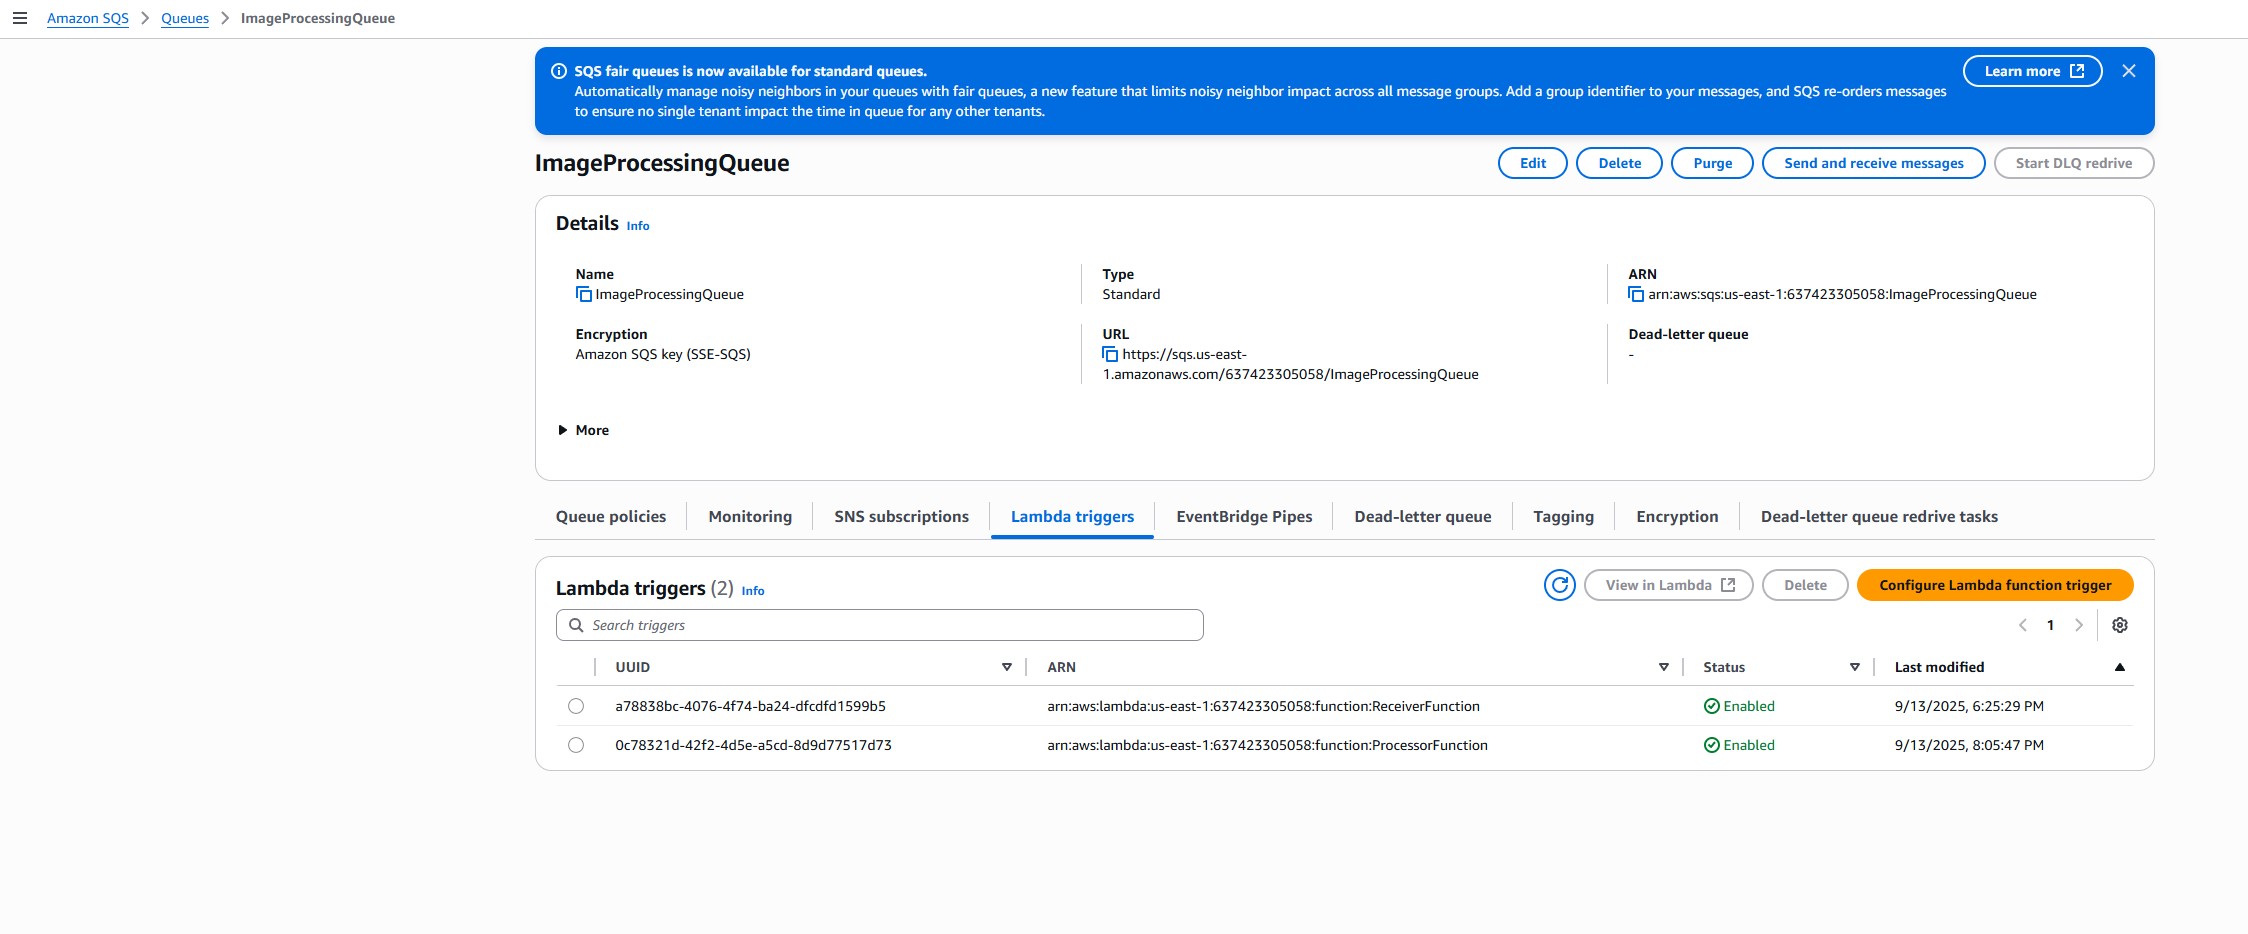 Amazon SQS > Queues > ImageProcessingQueue
SQS fair queues is now available for standard queues.
Automatically manage noisy neighbors in your queues with fair queues, a new feature that limits noisy neighbor impact across all message groups. Add a group identifier to your messages, and SQS re-orders messages
to ensure no single tenant impact the time in queue for any other tenants.
Learn more
ImageProcessingQueue
Edit Delete Purge Send and receive messages Start DLQ redrive
Details Info
Name
ImageProcessingQueue
Type
Standard
ARN
arn:aws:sqs:us-east-1:637423305058:ImageProcessingQueue
Encryption
Amazon SQS key (SSE-SQS)
URL
https://sqs.us-east-
1.amazonaws.com/637423305058/ImageProcessingQueue
Dead-letter queue
-
More
Queue policies Monitoring SNS subscriptions Lambda triggers EventBridge Pipes Dead-letter queue Tagging Encryption Dead-letter queue redrive tasks
Lambda triggers (2) Info
View in Lambda Delete Configure Lambda function trigger
Search triggers
1
UUID ARN Status Last modified
a78838bc-4076-4f74-ba24-dfcdfd1599b5 arn:aws:lambda:us-east-1:637423305058:function:ReceiverFunction Enabled 9/13/2025, 6:25:29 PM
0c78321d-42f2-4d5e-a5cd-8d9d77517d73 arn:aws:lambda:us-east-1:637423305058:function:ProcessorFunction Enabled 9/13/2025, 8:05:47 PM